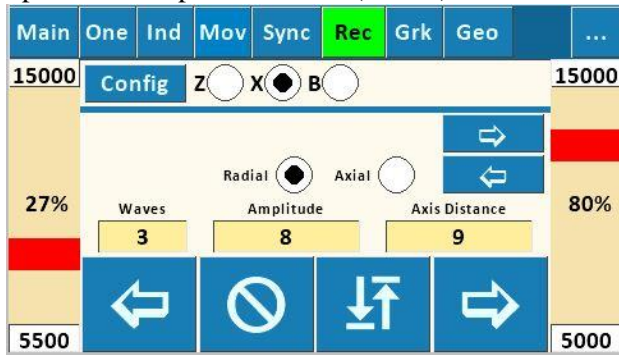 Main One Ind Mov Sync Rec Grk Geo ...
15000 Config Z X B 15000
Radial Axial
27% Waves Amplitude Axis Distance 80%
3 8 9
5500 5000